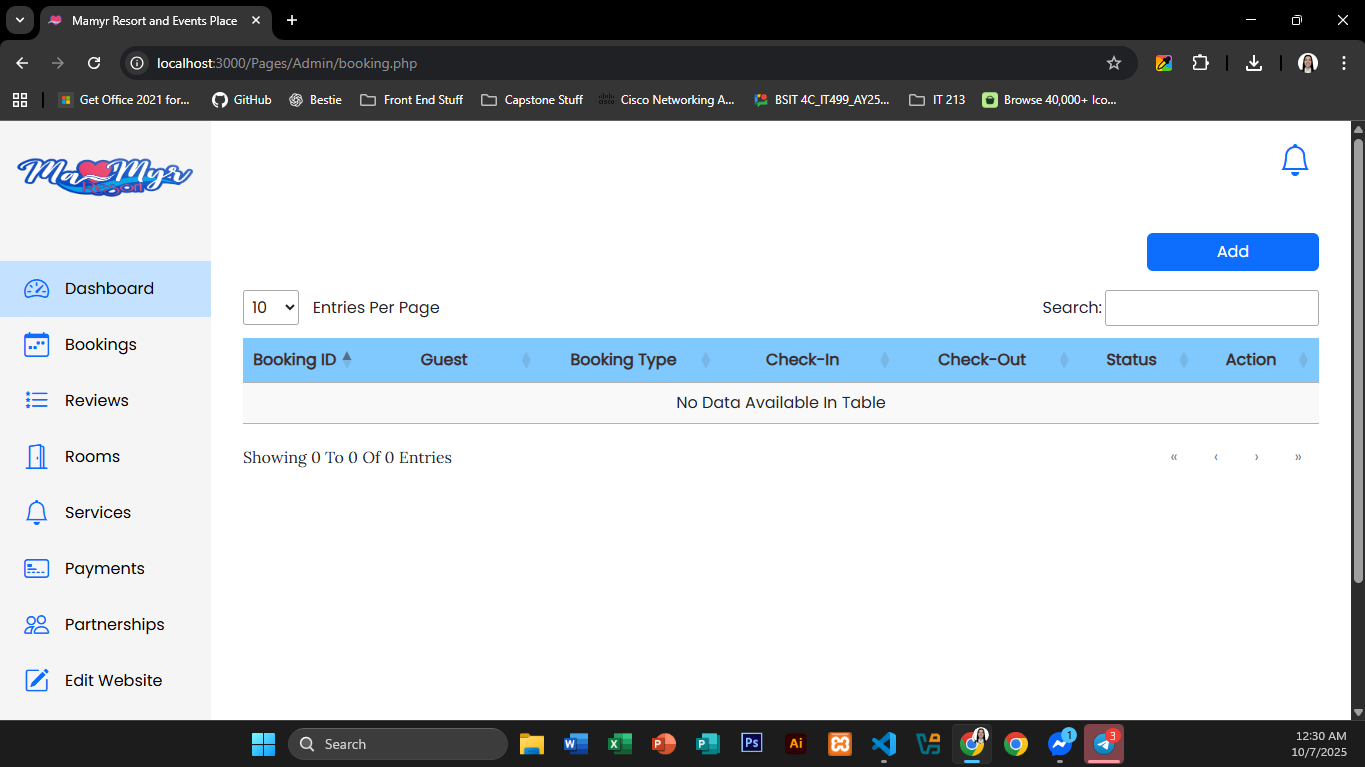 Mamyr Resort and Events Place
localhost:3000/Pages/Admin/booking.php
Get Office 2021 for...
GitHub
Bestie
Front End Stuff
Capstone Stuff
Cisco Networking A...
BSIT 4C_IT499_AY25...
IT 213
Browse 40,000+ Ico...
MaMyr
Resort
Add
10 Entries Per Page
Search:
Booking ID Guest Booking Type Check-In Check-Out Status Action
No Data Available In Table
Showing 0 To 0 Of 0 Entries
« ‹ › »
Dashboard
Bookings
Reviews
Rooms
Services
Payments
Partnerships
Edit Website
Search
Ps
Ai
1
3
12:30 AM
10/7/2025